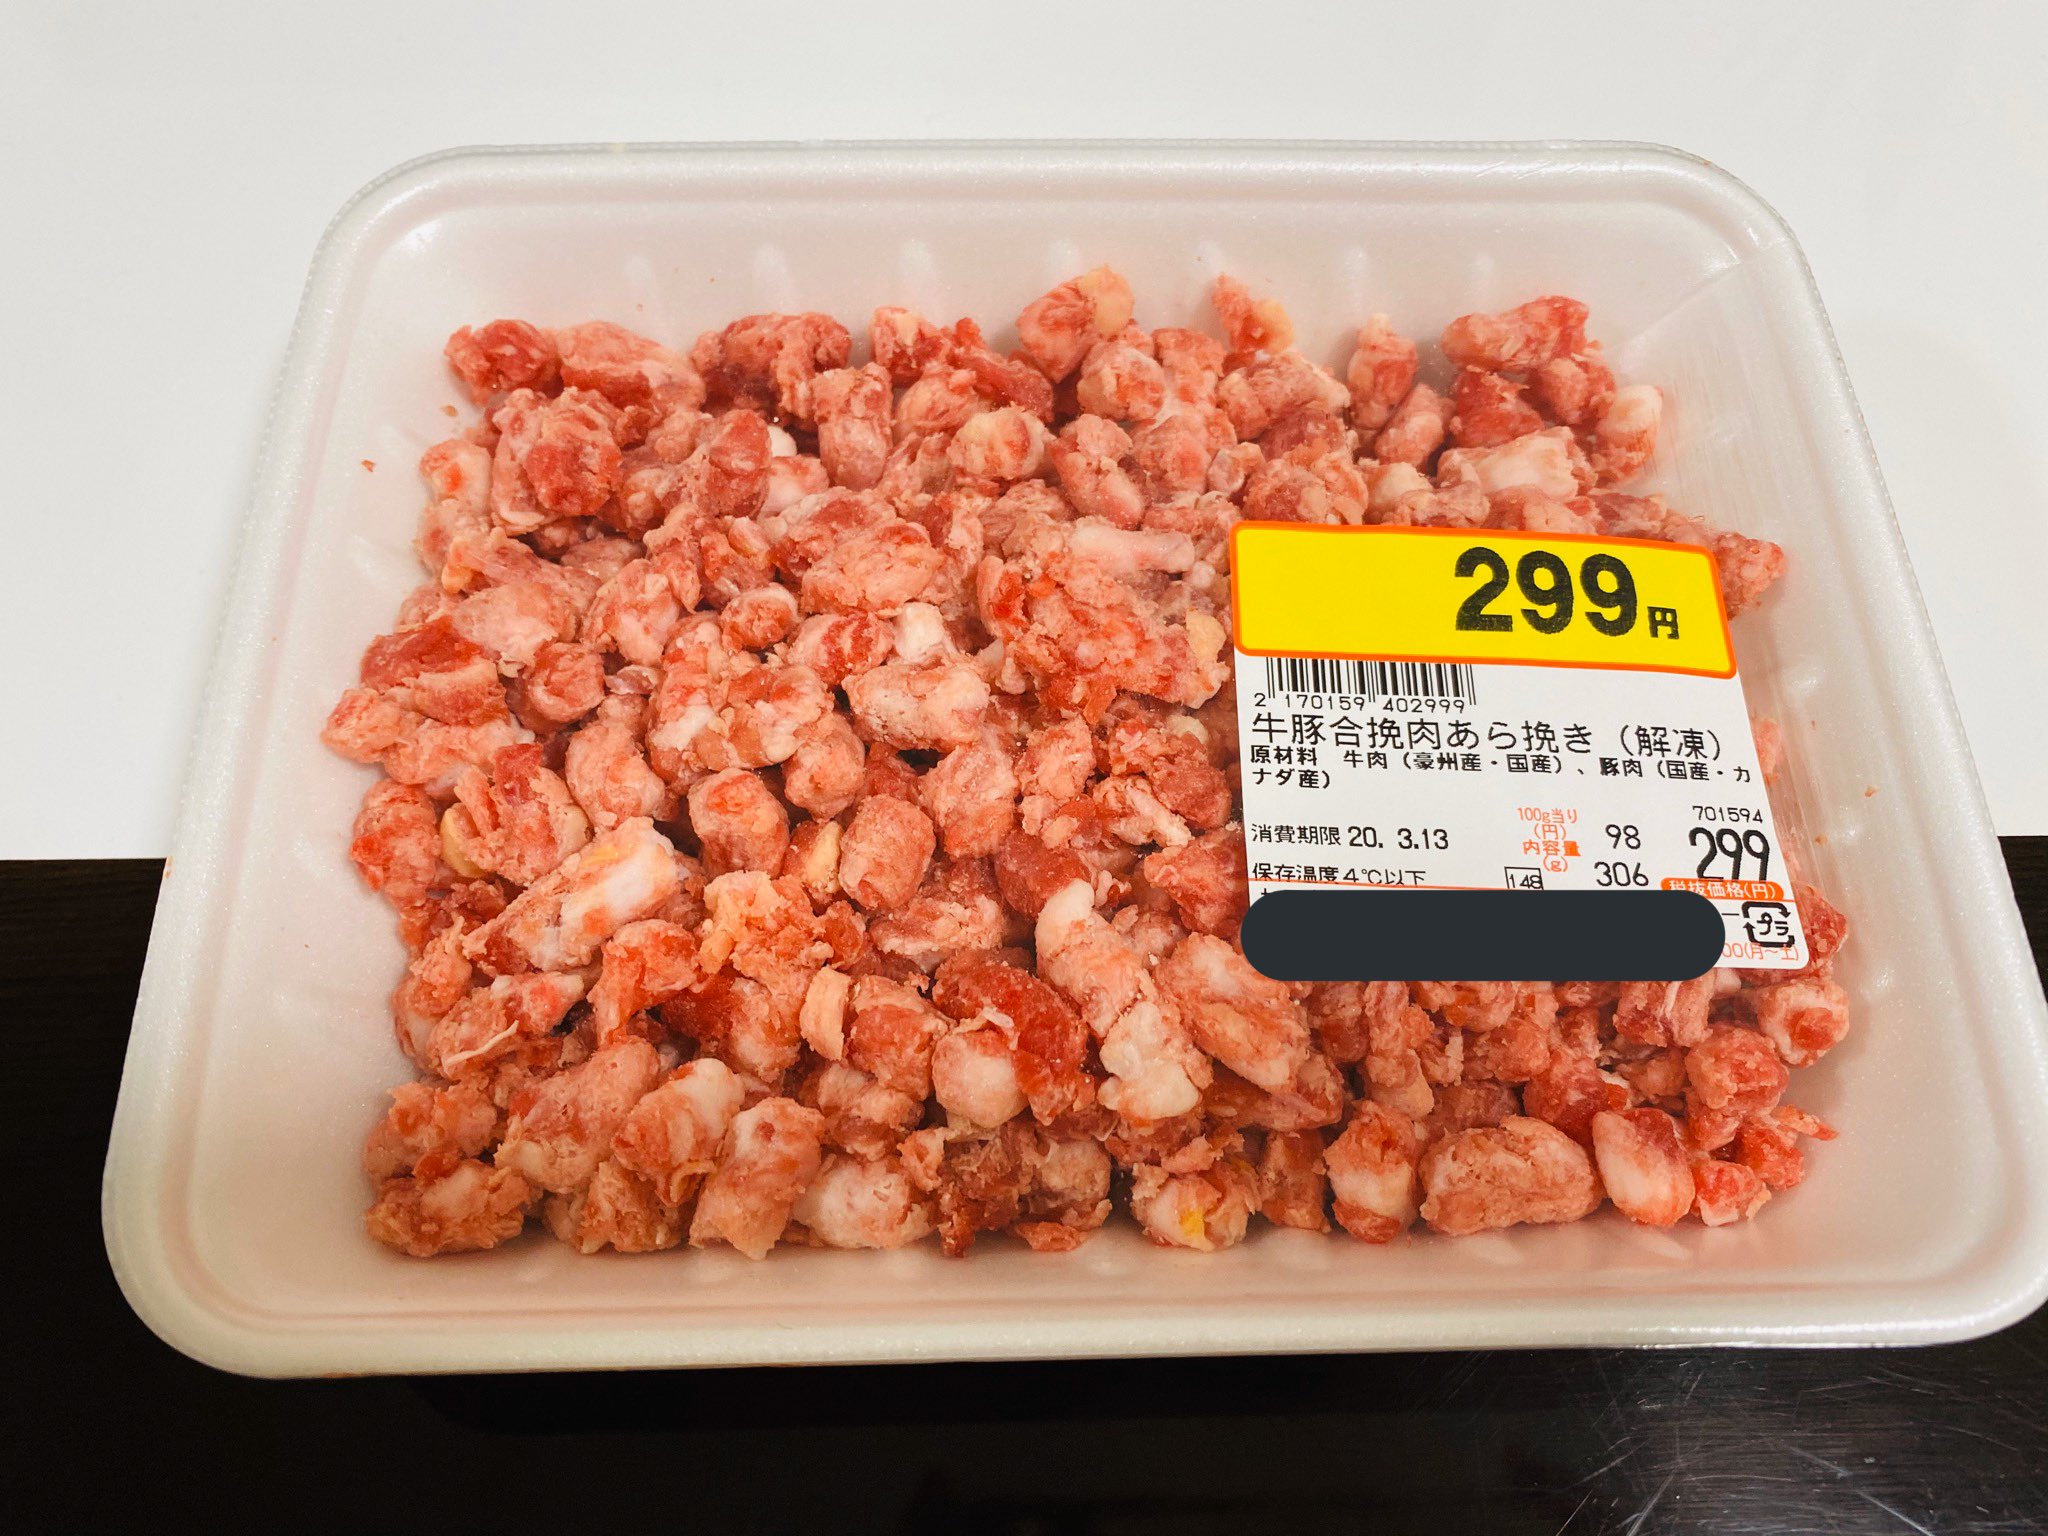 299円
2 170159 402999
牛豚合挽肉あら挽き（解凍）
原材料 牛肉（豪州産・国産）、豚肉（国産・カ
ナダ産）
701594
消費期限 20. 3.13
100g当り
(円)
98
内容量
(g)
306
299
税抜価格(円)
保存温度4℃以下
148
プラ
00(月～土)